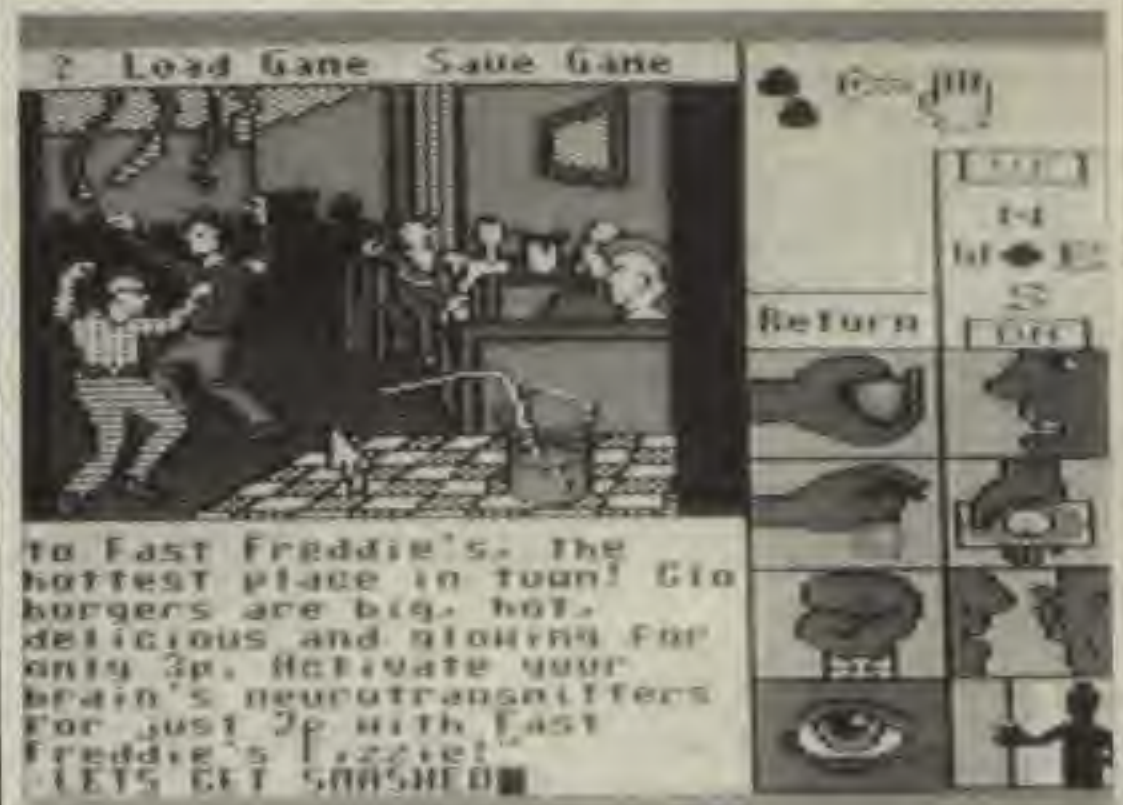 ? Load Game Save Game
Return
N
W E
S
to Fast Freddie's. The
hottest place in town! Glo
burgers are big, hot,
delicious and glowing for
only 3p. Activate your
brain's neurotransmitters
for just 2p with Fast
Freddie's Fizzie!"
LETS GET SMASHED